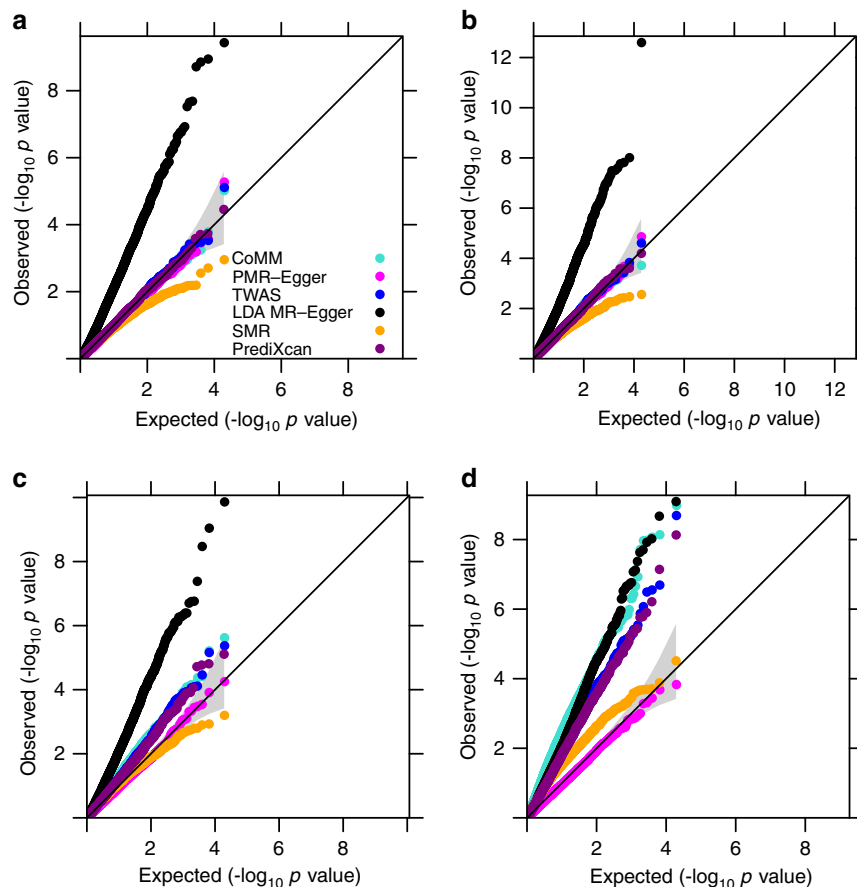 a
8
6
4
2
Observed (-log10 p value)
CoMM
PMR–Egger
TWAS
LDA MR–Egger
SMR
PrediXcan
2 4 6 8
Expected (-log10 p value)
b
12
10
8
6
4
2
Observed (-log10 p value)
2 4 6 8 10 12
Expected (-log10 p value)
c
8
6
4
2
Observed (-log10 p value)
2 4 6 8
Expected (-log10 p value)
d
8
6
4
2
Observed (-log10 p value)
2 4 6 8
Expected (-log10 p value)